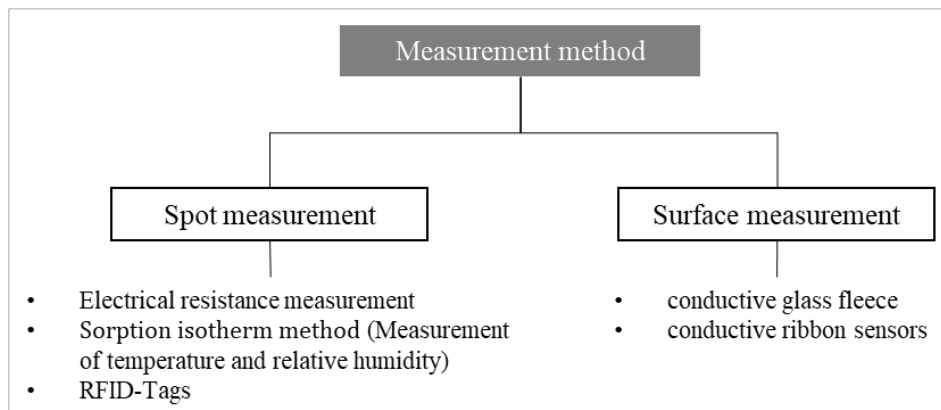 Measurement method
Spot measurement
• Electrical resistance measurement
• Sorption isotherm method (Measurement
of temperature and relative humidity)
• RFID-Tags
Surface measurement
• conductive glass fleece
• conductive ribbon sensors